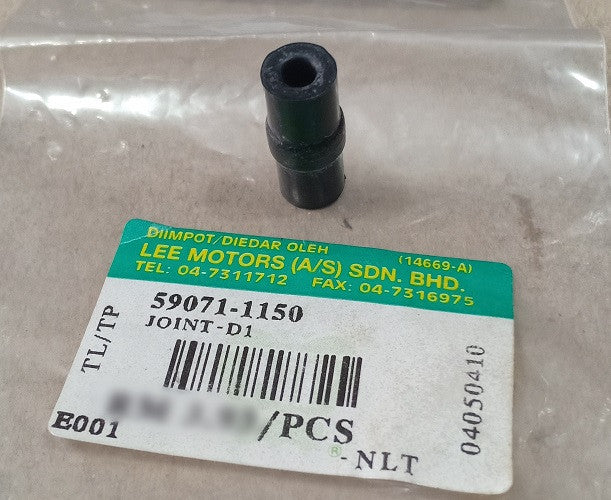 DIIMPOT/DIEDAR OLEH (14669-A)
LEE MOTORS (A/S) SDN. BHD.
TEL: 04-7311712 FAX: 04-7316975
59071-1150
JOINT-D1
TL/TP
04050410
/PCS
E001
®-NLT